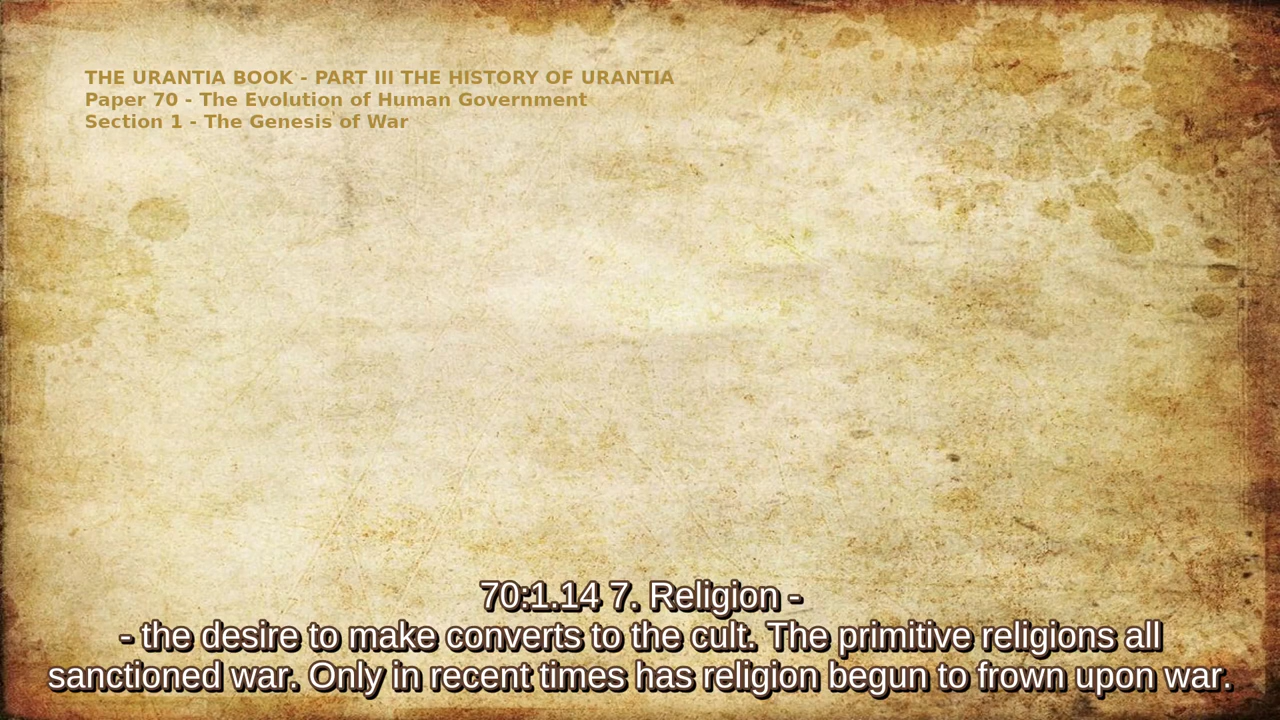 THE URANTIA BOOK - PART III THE HISTORY OF URANTIA
Paper 70 - The Evolution of Human Government
Section 1 - The Genesis of War
70:1.14 7. Religion -
- the desire to make converts to the cult. The primitive religions all
sanctioned war. Only in recent times has religion begun to frown upon war.